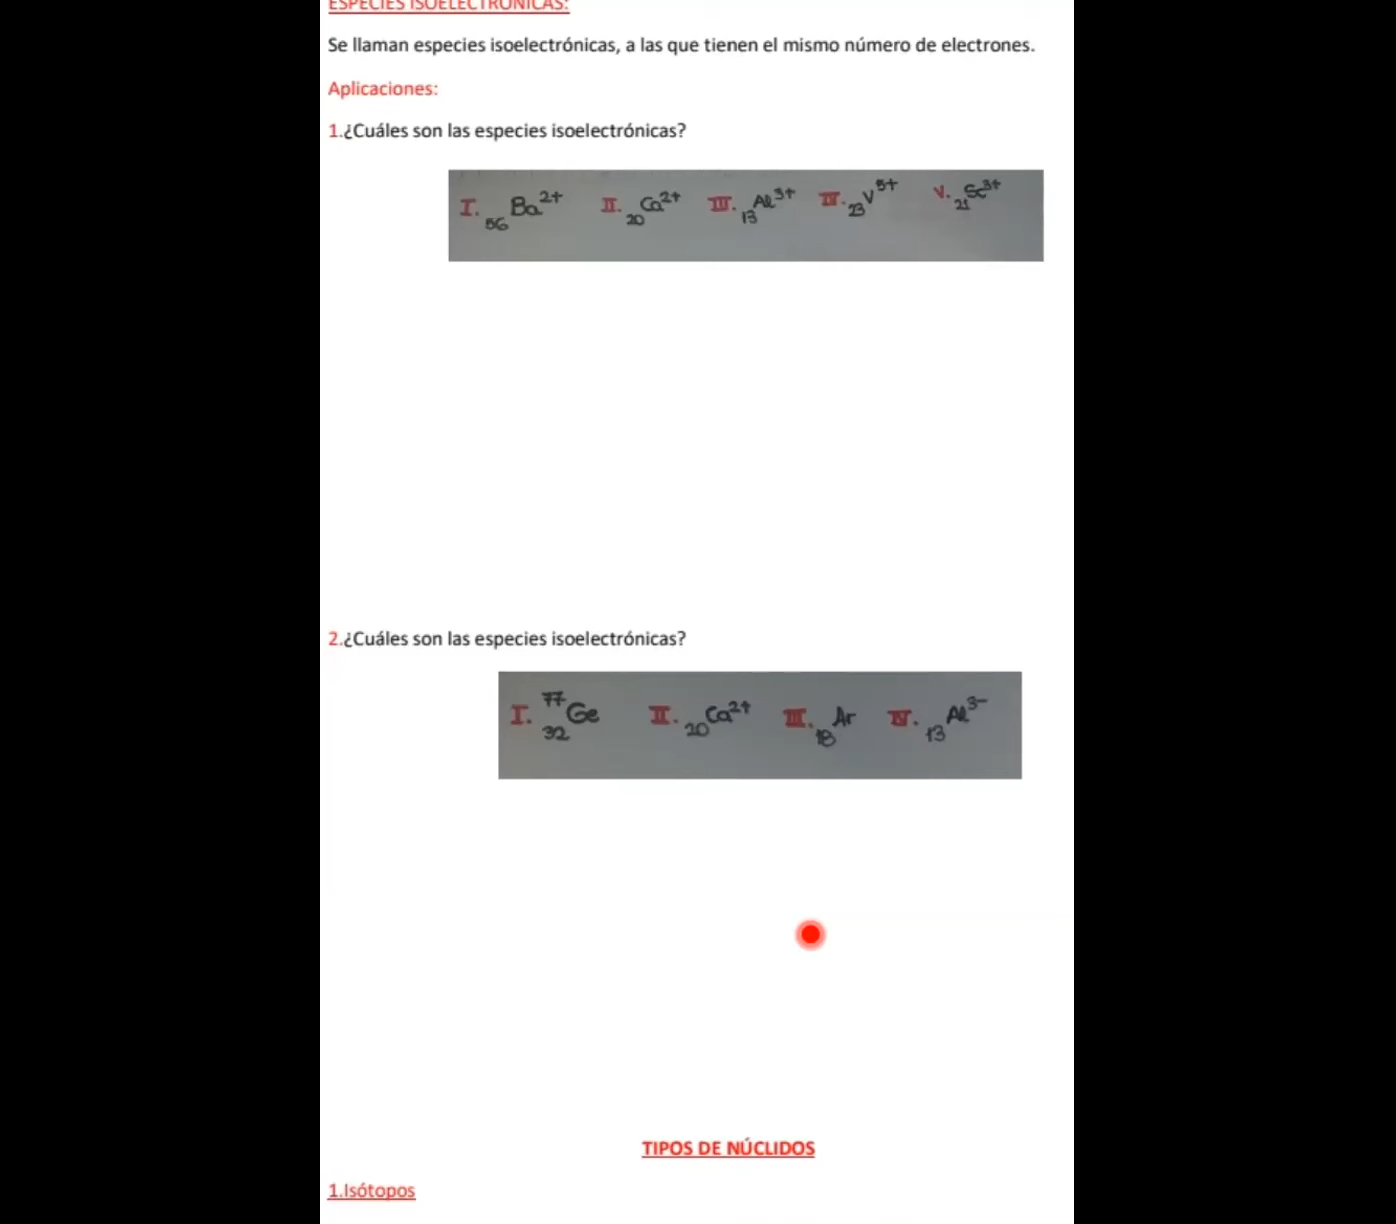 ESPECIES ISOELECTRÓNICAS:
Se llaman especies isoelectrónicas, a las que tienen el mismo número de electrones.
Aplicaciones:
1.¿Cuáles son las especies isoelectrónicas?
I. ₅₆Ba²⁺ II. ₂₀Ca²⁺ III. ₁₃Al³⁺ IV. ₂₃V⁵⁺ V. ₂₁Sc³⁺
2.¿Cuáles son las especies isoelectrónicas?
I. ⁷⁷₃₂Ge II. ₂₀Ca²⁺ III. ₁₈Ar IV. ₁₃Al³⁻
TIPOS DE NÚCLIDOS
1.Isótopos